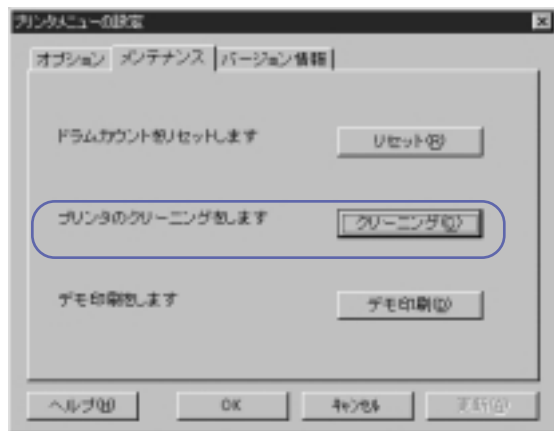 プリンタメニューの設定
オプション メンテナンス バージョン情報
ドラムカウントをリセットします リセット(R)
プリンタのクリーニングをします クリーニング(C)
デモ印刷をします デモ印刷(D)
ヘルプ(H) OK キャンセル 更新(A)